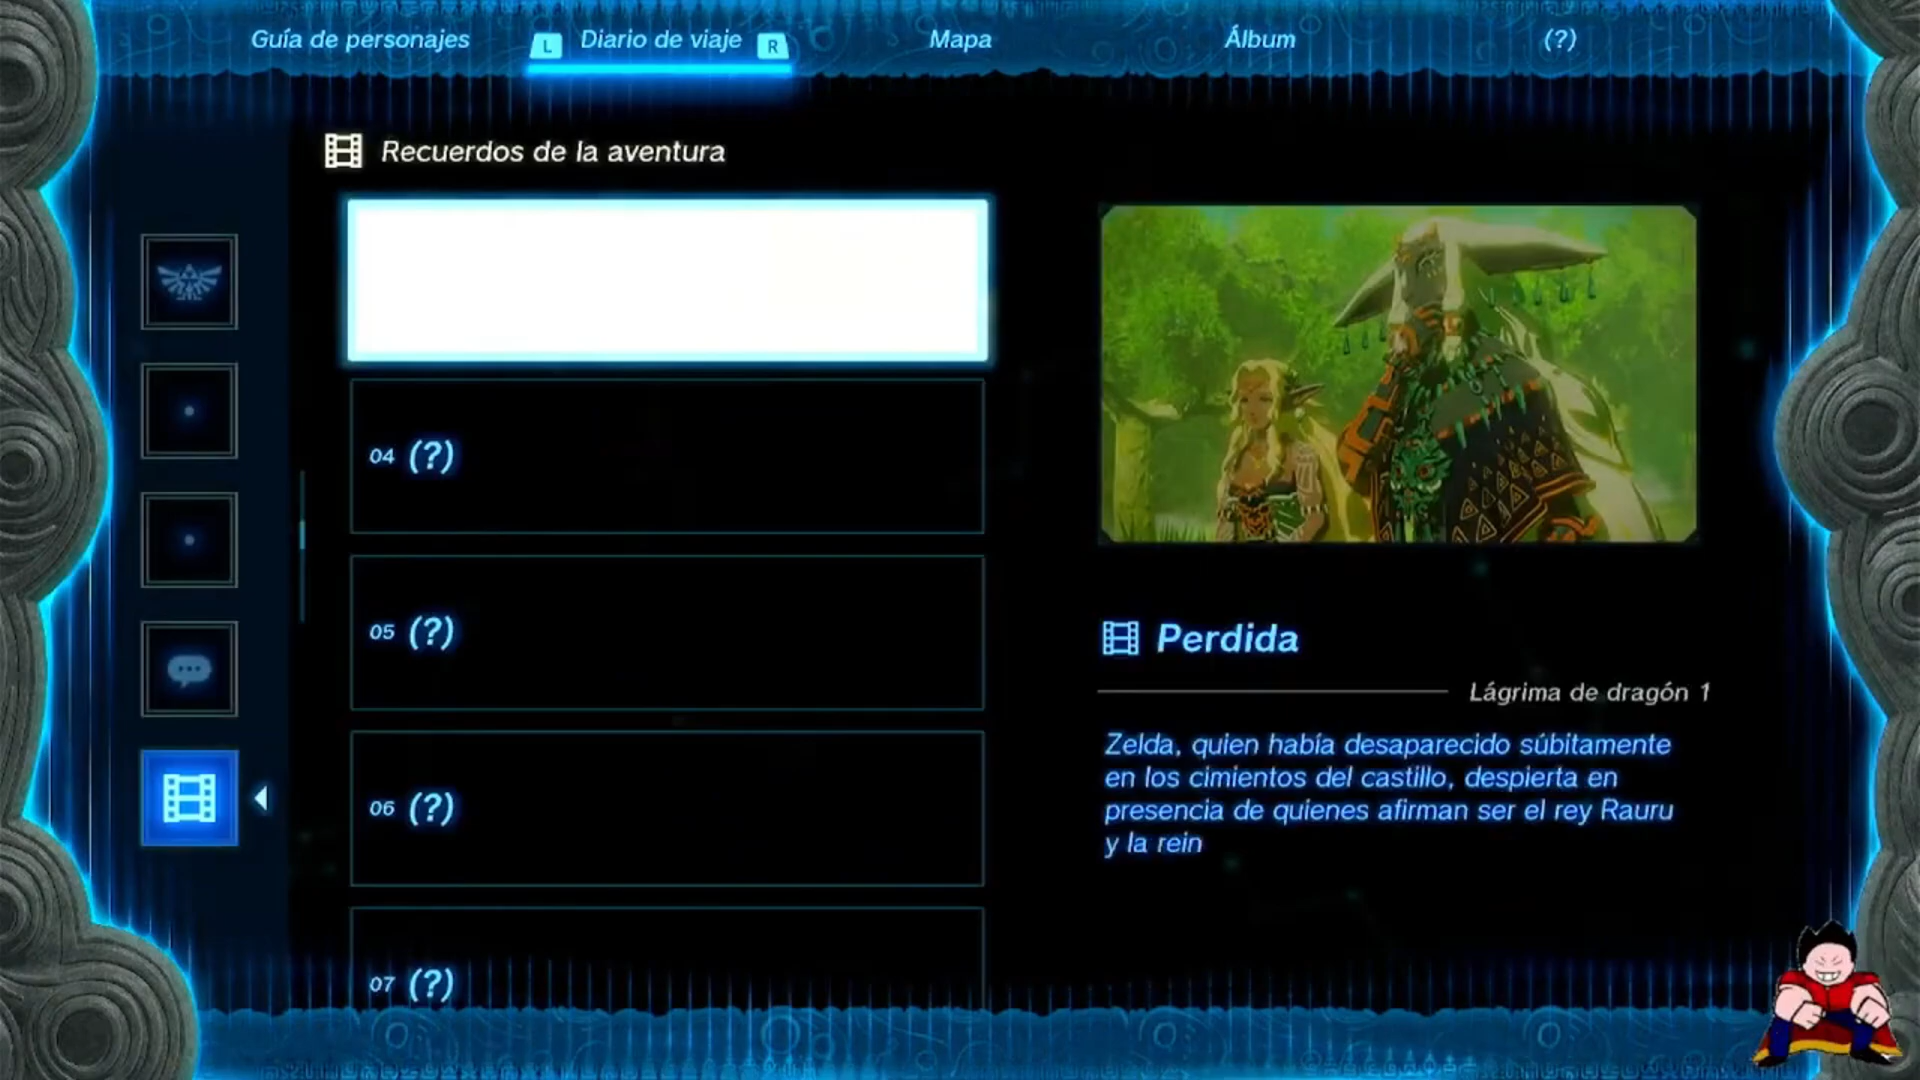 Guía de personajes
L
Diario de viaje
R
Mapa
Álbum
(?)
Recuerdos de la aventura
04 (?)
05 (?)
06 (?)
07 (?)
Perdida
Lágrima de dragón 1
Zelda, quien había desaparecido súbitamente
en los cimientos del castillo, despierta en
presencia de quienes afirman ser el rey Rauru
y la rein